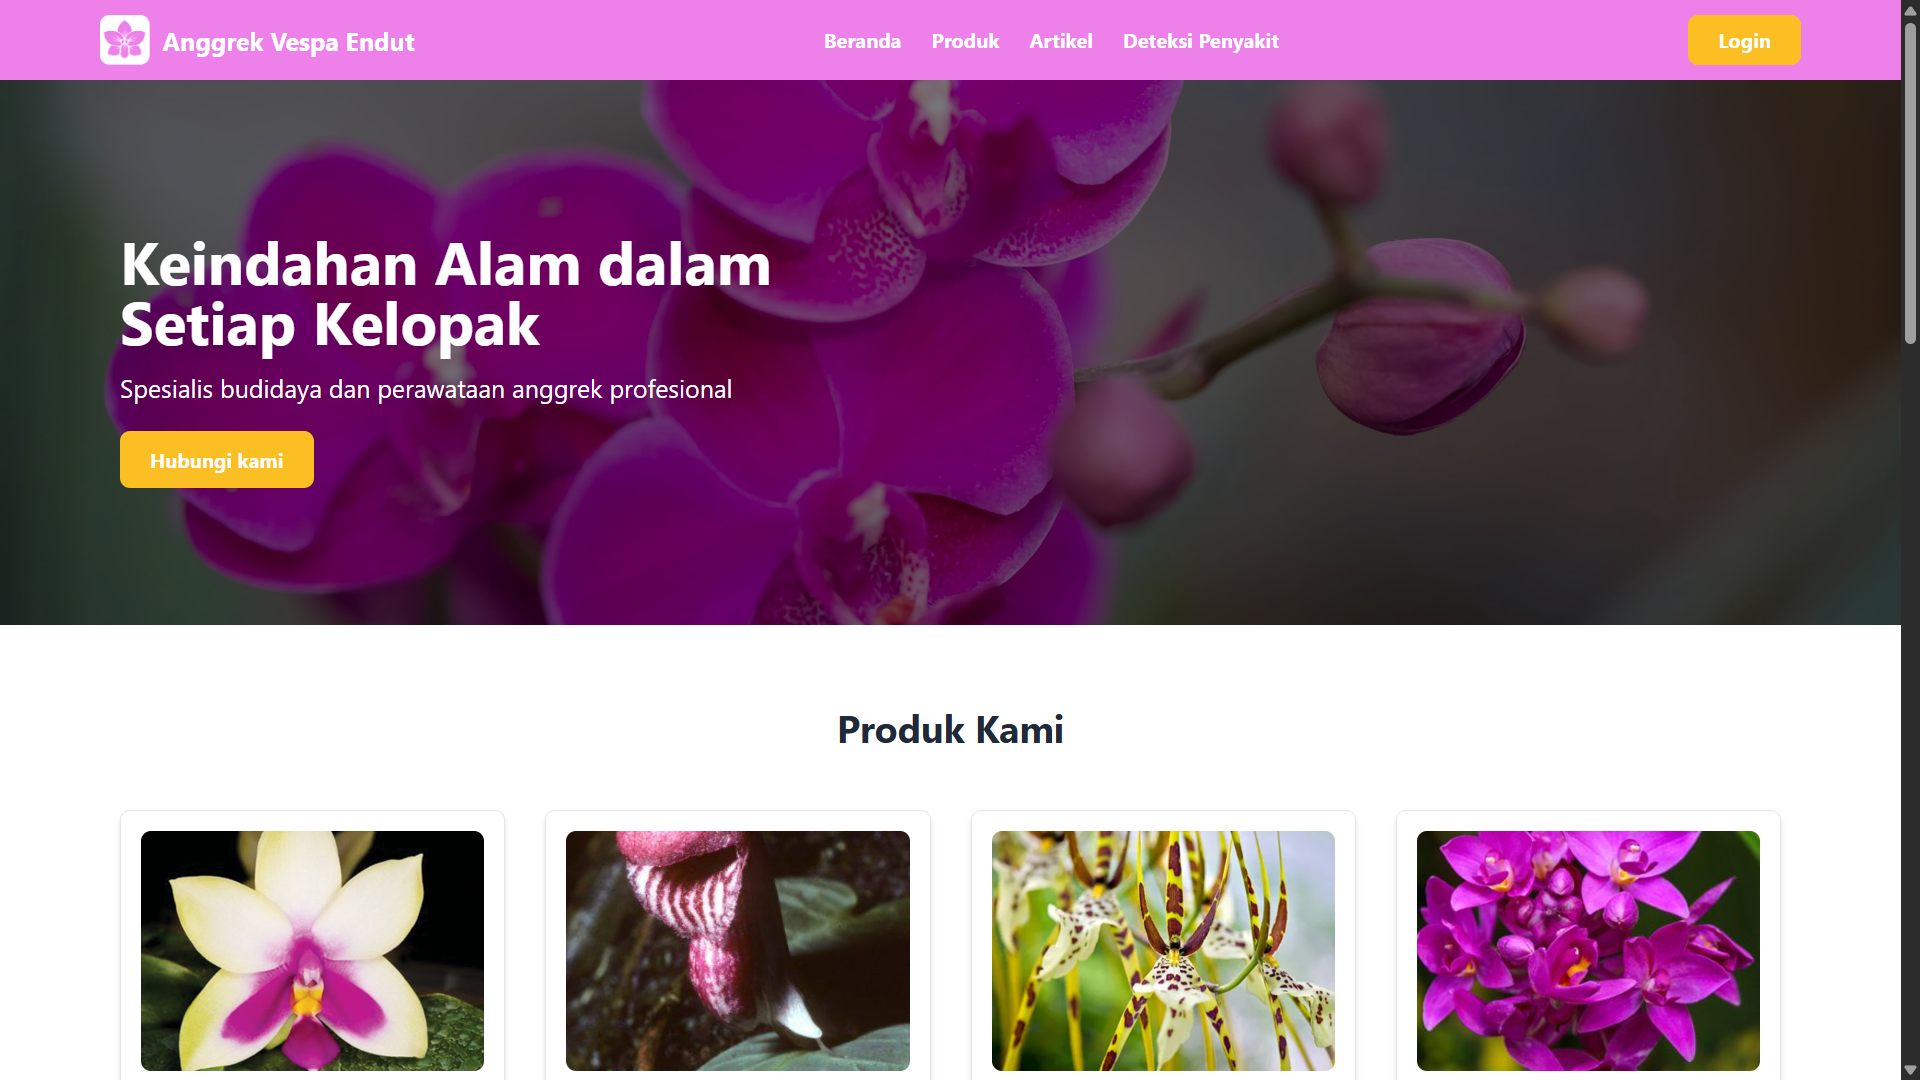 Anggrek Vespa Endut
Beranda
Produk
Artikel
Deteksi Penyakit
Login
Keindahan Alam dalam
Setiap Kelopak
Spesialis budidaya dan perawataan anggrek profesional
Hubungi kami
Produk Kami